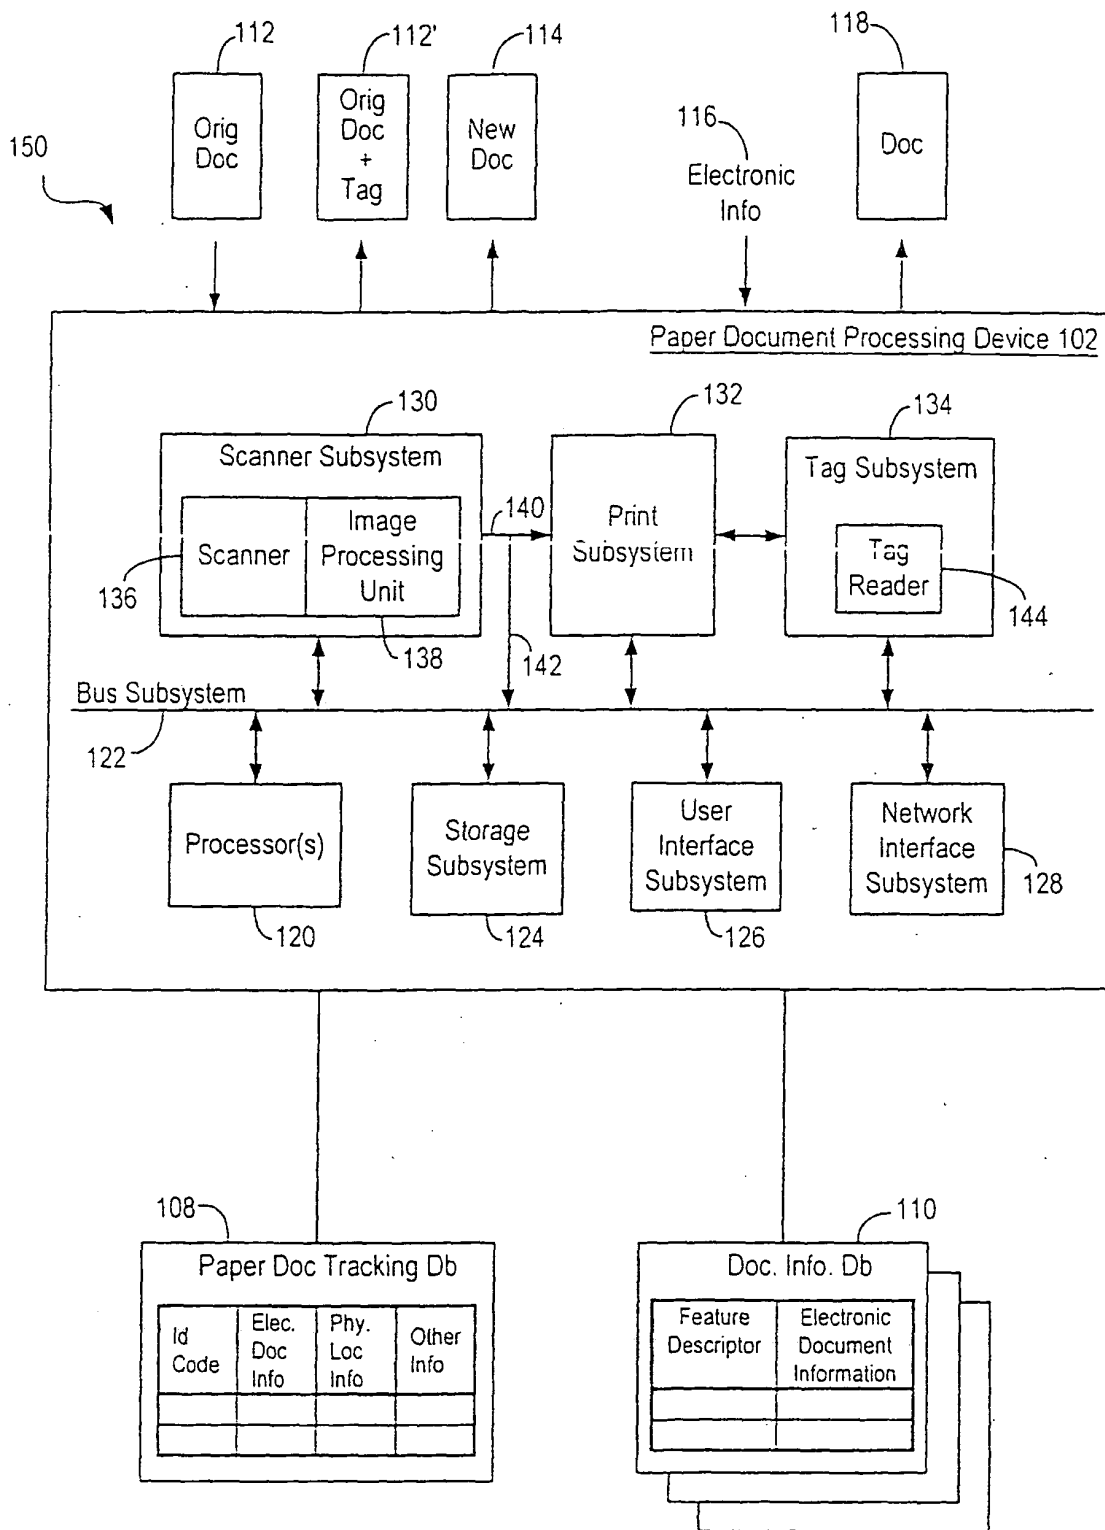 112
112'
114
118
150
Orig
Doc
Orig
Doc
+
Tag
New
Doc
116
Electronic
Info
Doc
Paper Document Processing Device 102
130
132
134
Scanner Subsystem
Scanner
Image
Processing
Unit
136
138
140
142
Print
Subsystem
Tag Subsystem
Tag
Reader
144
Bus Subsystem
122
Processor(s)
120
Storage
Subsystem
124
User
Interface
Subsystem
126
Network
Interface
Subsystem
128
108
Paper Doc Tracking Db
Id
Code
Elec.
Doc
Info
Phy.
Loc
Info
Other
Info
110
Doc. Info. Db
Feature
Descriptor
Electronic
Document
Information